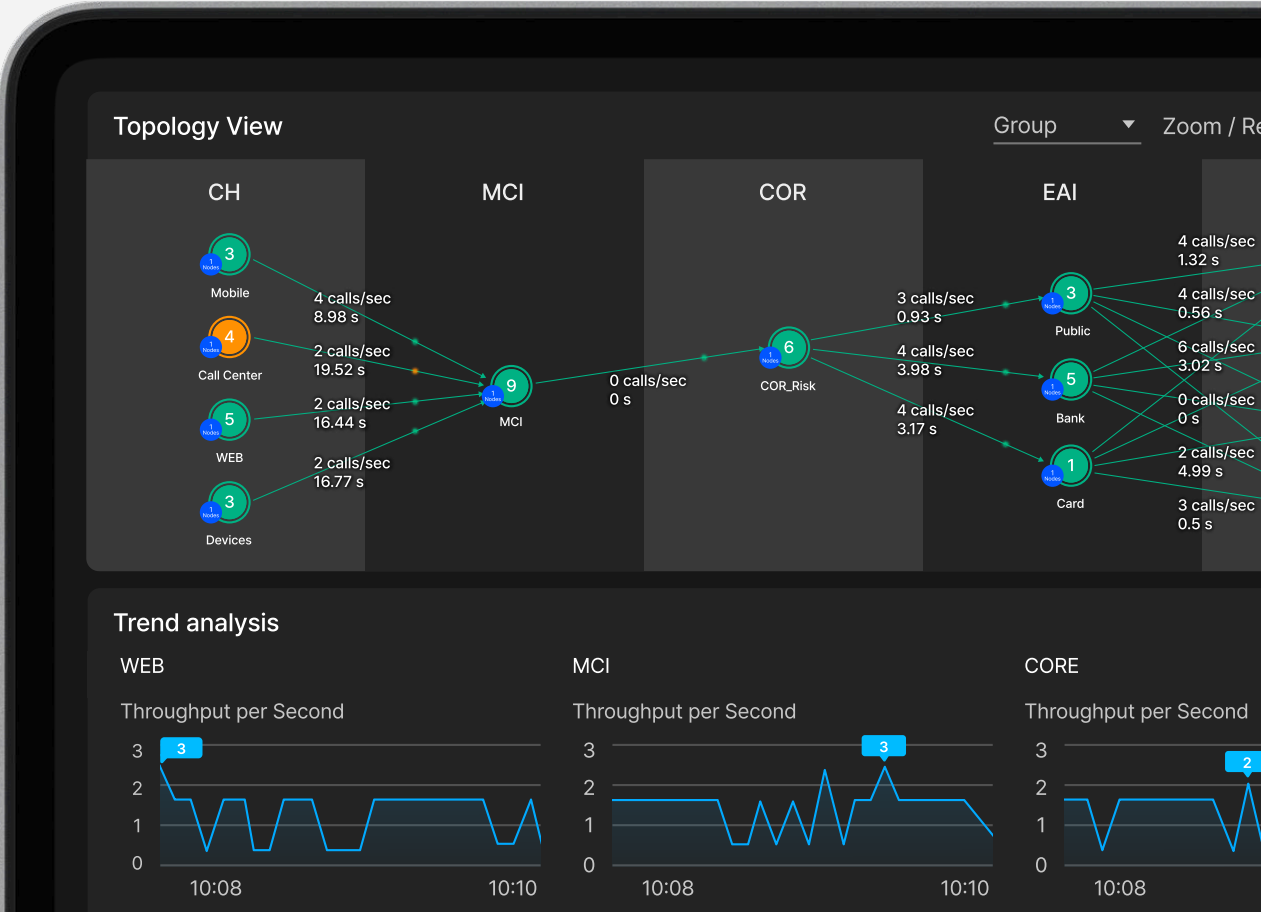 Topology View
Group
Zoom / Re
CH
MCI
COR
EAI
3
1
Nodes
Mobile
4
1
Nodes
Call Center
5
1
Nodes
WEB
3
1
Nodes
Devices
4 calls/sec
8.98 s
2 calls/sec
19.52 s
2 calls/sec
16.44 s
2 calls/sec
16.77 s
9
1
Nodes
MCI
0 calls/sec
0 s
6
1
Nodes
COR_Risk
3 calls/sec
0.93 s
4 calls/sec
3.98 s
4 calls/sec
3.17 s
3
1
Nodes
Public
5
1
Nodes
Bank
1
1
Nodes
Card
4 calls/sec
1.32 s
4 calls/sec
0.56 s
6 calls/sec
3.02 s
0 calls/sec
0 s
2 calls/sec
4.99 s
3 calls/sec
0.5 s
Trend analysis
WEB
Throughput per Second
3
3
2
1
0
10:08
10:10
MCI
Throughput per Second
3
3
2
1
0
10:08
10:10
CORE
Throughput per Second
3
2
2
1
0
10:08